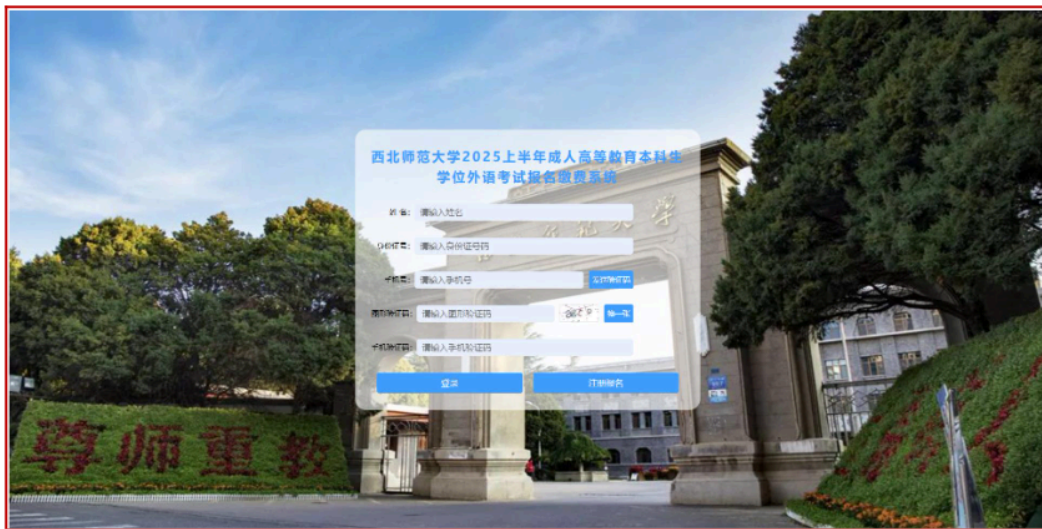 西北师范大学2025上半年成人高等教育本科生
学位外语考试报名缴费系统
姓名： 请输入姓名
身份证号： 请输入身份证号码
手机号： 请输入手机号 发送验证码
图形验证码： 请输入图形验证码 换一张
手机验证码： 请输入手机验证码
登录 注册报名
尊师重教